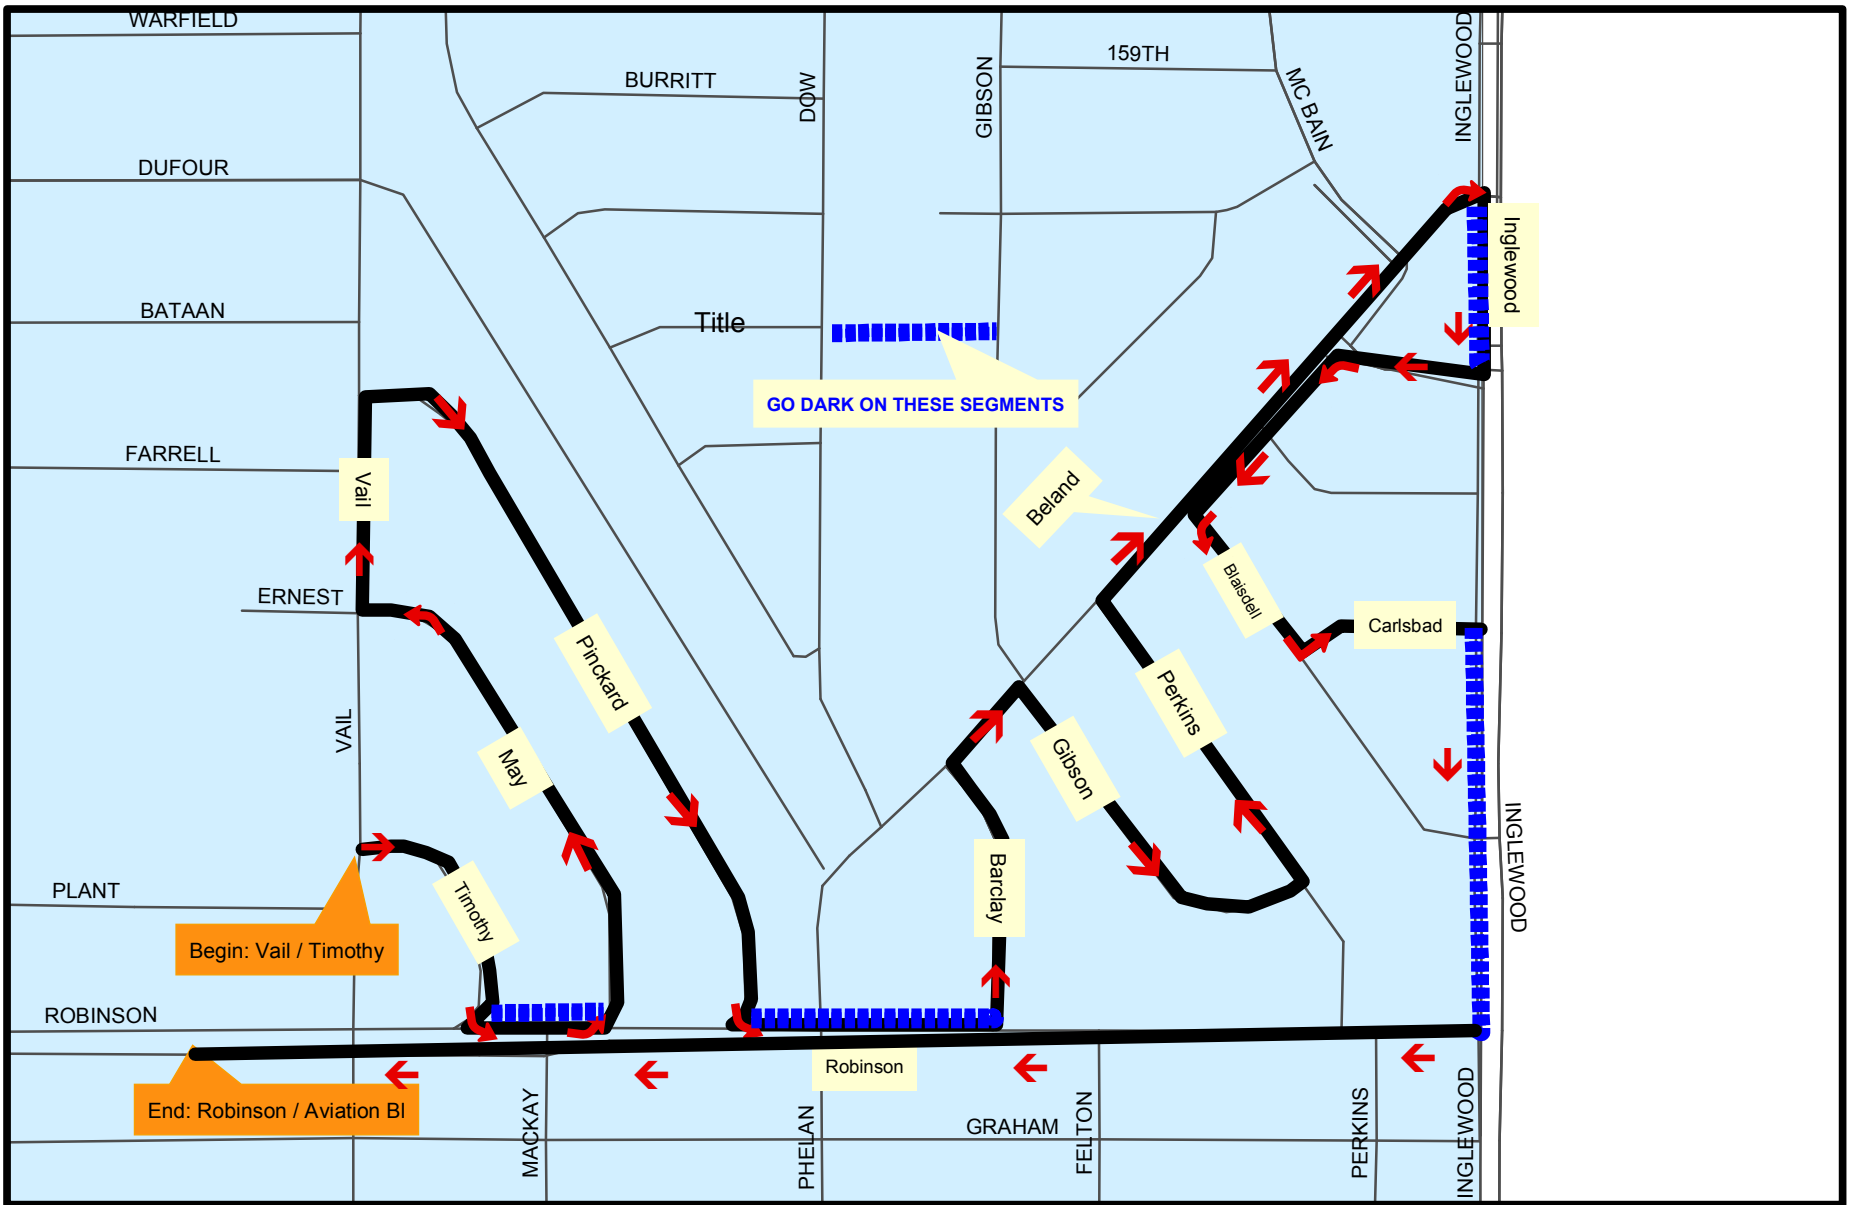 WARFIELD
BURRITT
DOW
GIBSON
159TH
MC BAIN
INGLEWOOD
DUFOUR
Inglewood
BATAAN
Title
GO DARK ON THESE SEGMENTS
FARRELL
Vail
Beland
ERNEST
Blaisdell
Carlsbad
Pinckard
Perkins
VAIL
May
Gibson
INGLEWOOD
Barclay
PLANT
Timothy
Begin: Vail / Timothy
ROBINSON
Robinson
End: Robinson / Aviation Bl
MACKAY
PHELAN
GRAHAM
FELTON
PERKINS
INGLEWOOD